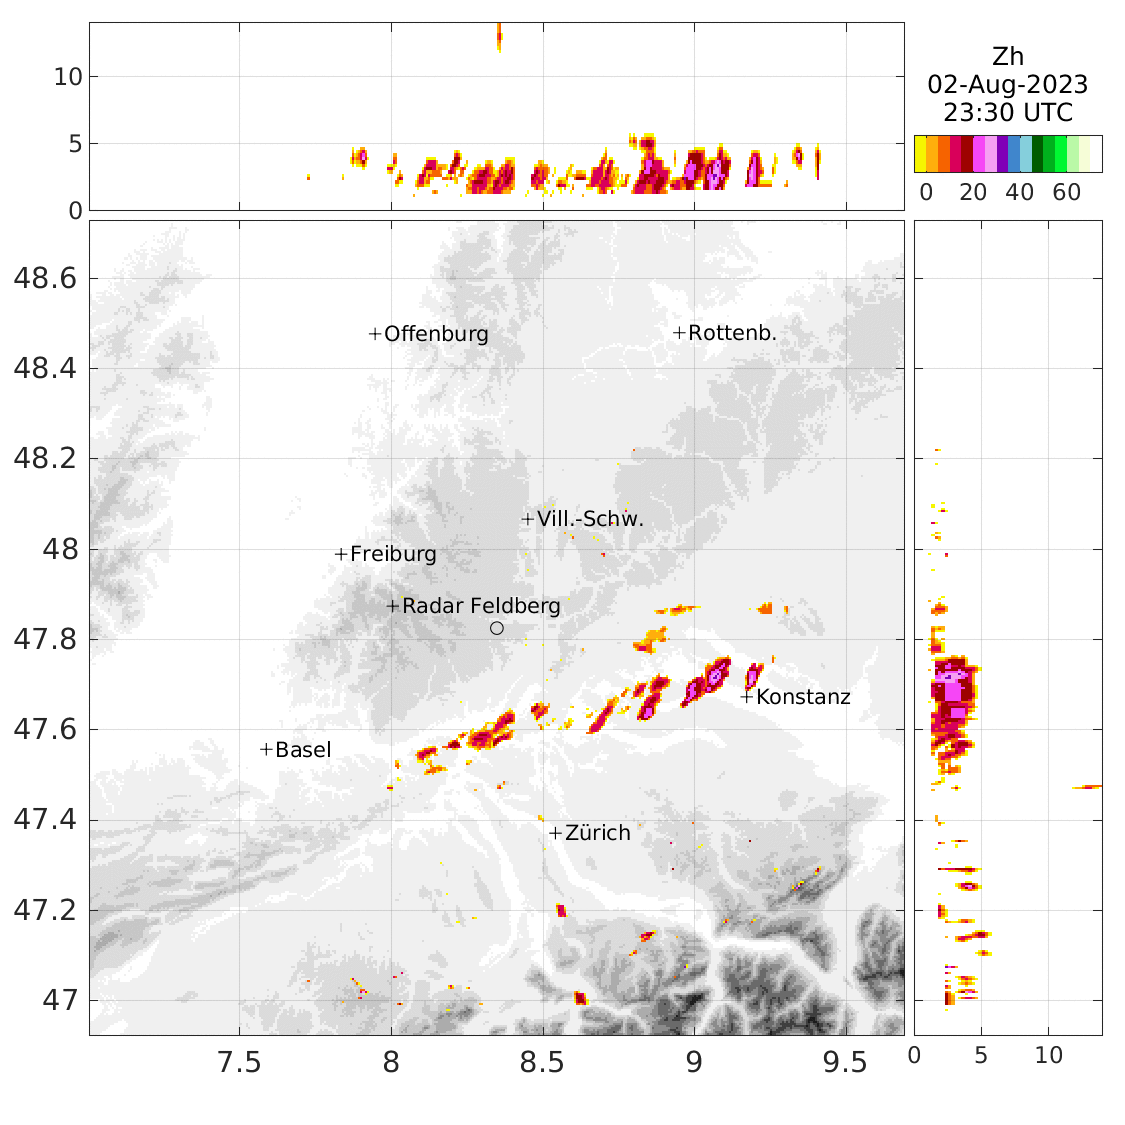 Zh
02-Aug-2023
23:30 UTC
0 20 40 60
10
5
0
48.6
48.4
48.2
48
47.8
47.6
47.4
47.2
47
Offenburg
Rottenb.
Vill.-Schw.
Freiburg
Radar Feldberg
Konstanz
Basel
Zürich
7.5 8 8.5 9 9.5
0 5 10